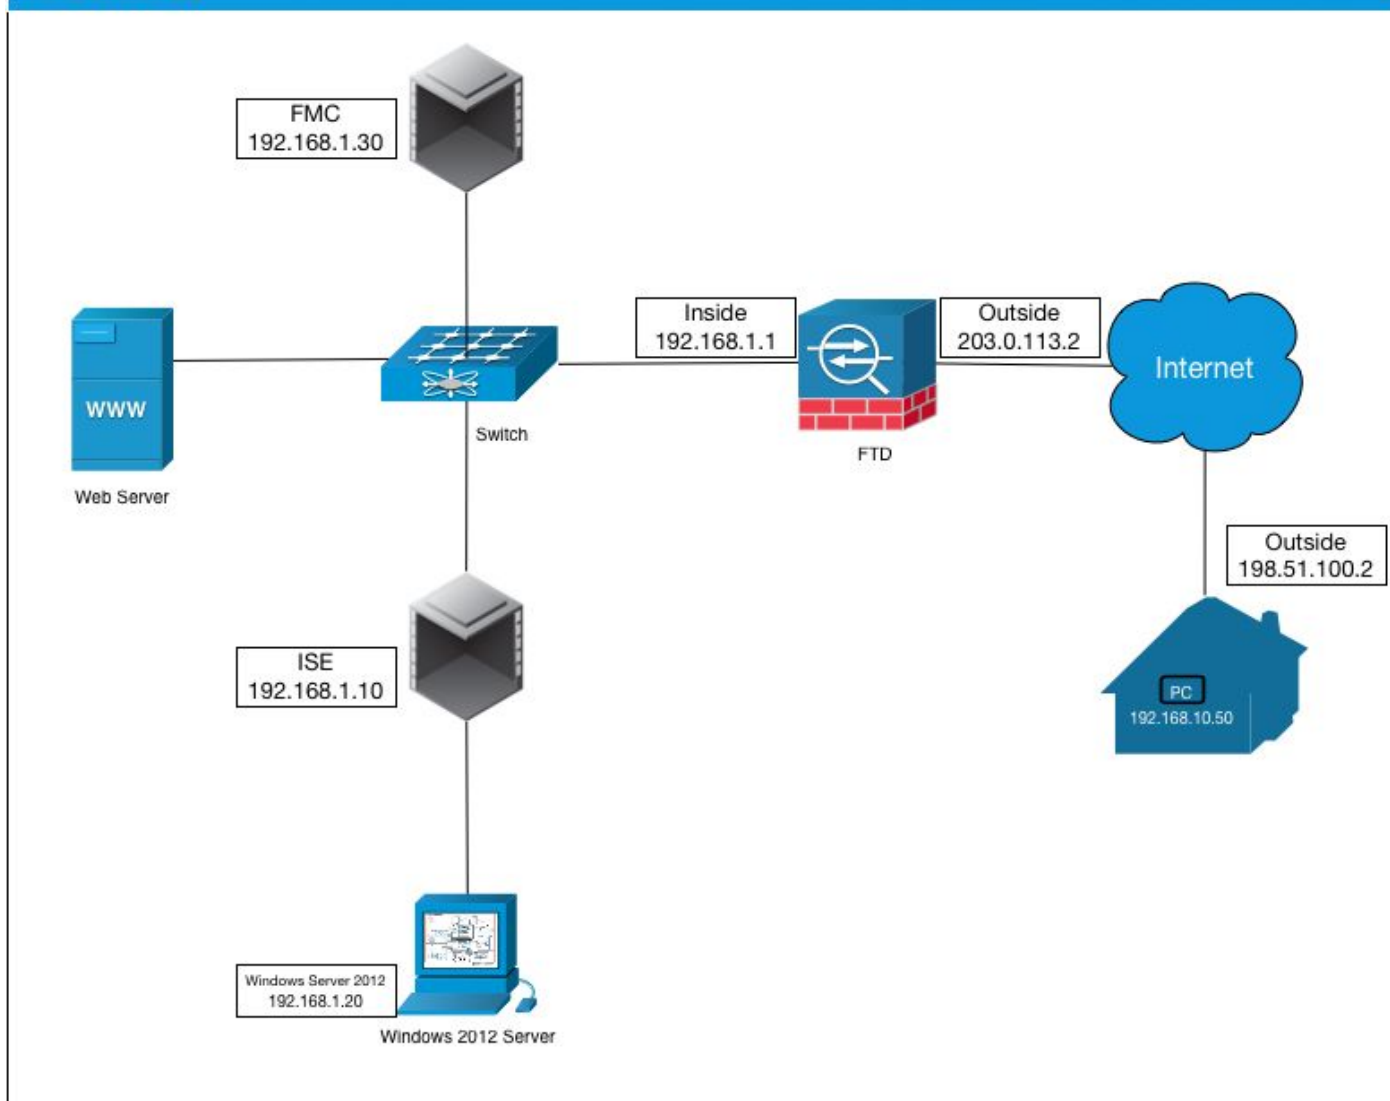 FMC
192.168.1.30
Inside
192.168.1.1
Outside
203.0.113.2
Internet
WWW
Switch
FTD
Web Server
Outside
198.51.100.2
ISE
192.168.1.10
PC
192.168.10.50
Windows Server 2012
192.168.1.20
Windows 2012 Server